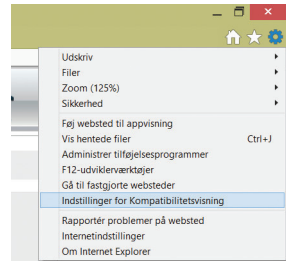 Udskriv
Filer
Zoom (125%)
Sikkerhed
Føj websted til appvisning
Vis hentede filer Ctrl+J
Administrer tilføjelsesprogrammer
F12-udviklerværktøjer
Gå til fastgjorte websteder
Indstillinger for Kompatibilitetsvisning
Rapportér problemer på websted
Internetindstillinger
Om Internet Explorer